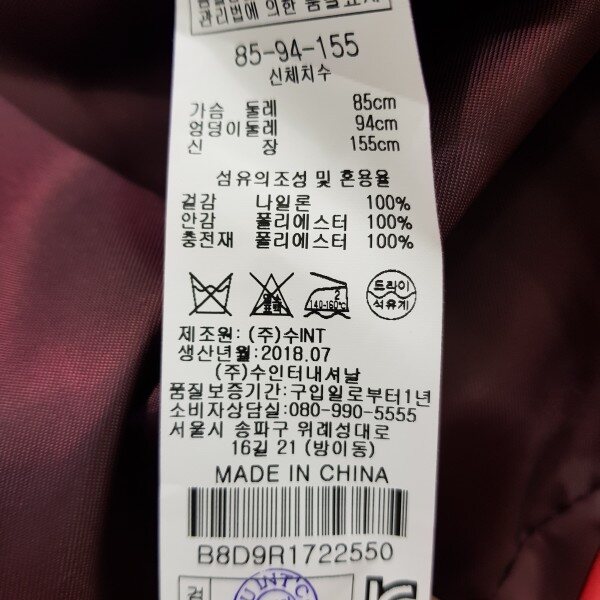 관리법에 의한 품질표시
85-94-155
신체치수
가슴 둘레 85cm
엉덩이둘레 94cm
신 장 155cm
섬유의조성 및 혼용율
겉감 나일론 100%
안감 폴리에스터 100%
충전재 폴리에스터 100%
염소표백
2
140-160℃
드라이
석유계
제조원: (주)수INT
생산년월:2018.07
(주)수인터내셔날
품질보증기간:구입일로부터1년
소비자상담실:080-990-5555
서울시 송파구 위례성대로
16길 21 (방이동)
MADE IN CHINA
B8D9R1722550
검